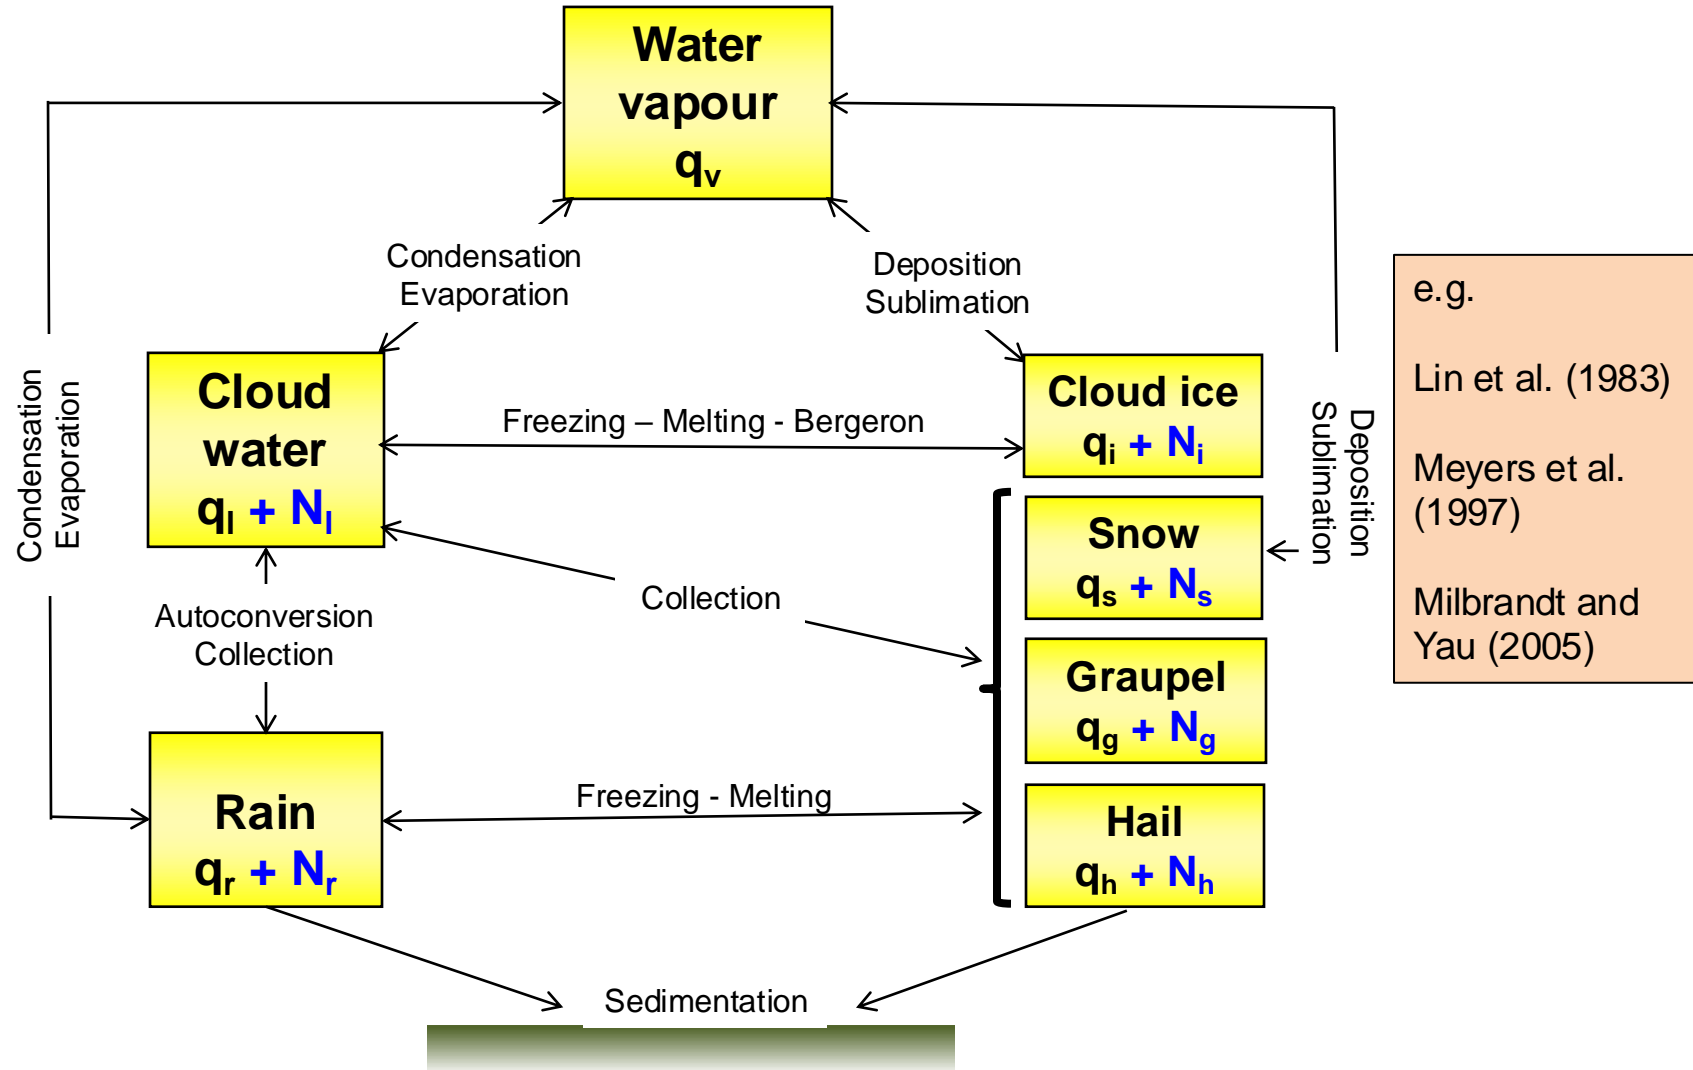 Water
vapour
qv
Condensation
Evaporation
Deposition
Sublimation
Condensation
Evaporation
Cloud
water
ql + Nl
Freezing – Melting - Bergeron
Cloud ice
qi + Ni
Deposition
Sublimation
e.g.
Lin et al. (1983)
Meyers et al.
(1997)
Milbrandt and
Yau (2005)
Snow
qs + Ns
Collection
Autoconversion
Collection
Graupel
qg + Ng
Rain
qr + Nr
Freezing - Melting
Hail
qh + Nh
Sedimentation